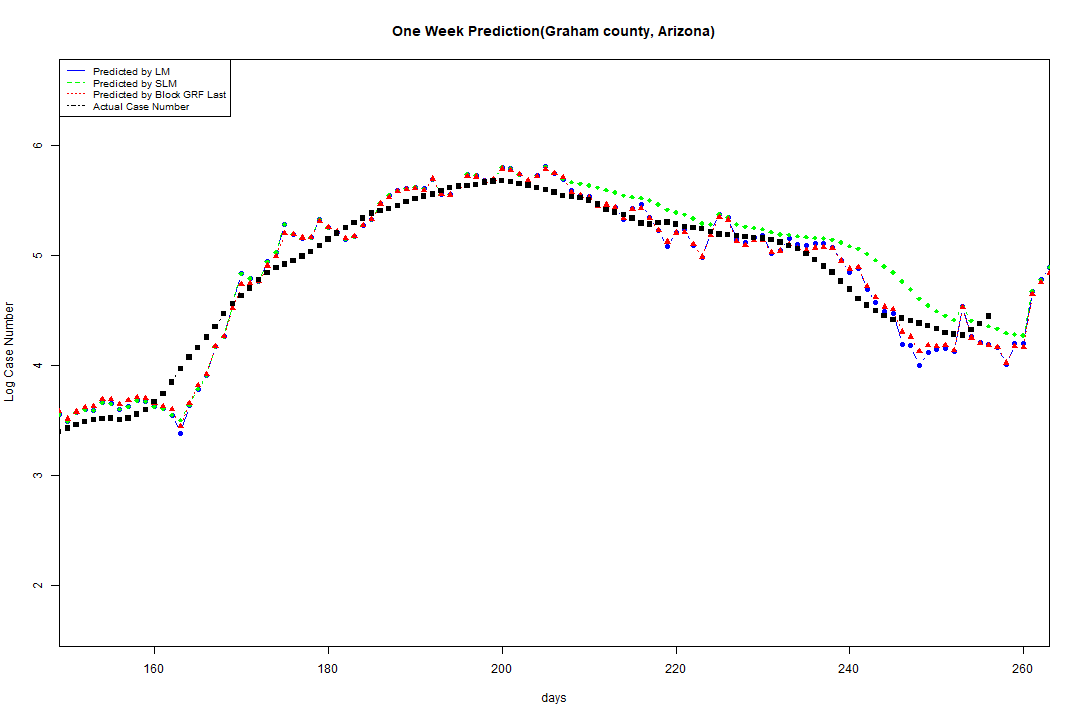 One Week Prediction(Graham county, Arizona)
Predicted by LM
Predicted by SLM
Predicted by Block GRF Last
Actual Case Number
Log Case Number
6
5
4
3
2
160 180 200 220 240 260
days